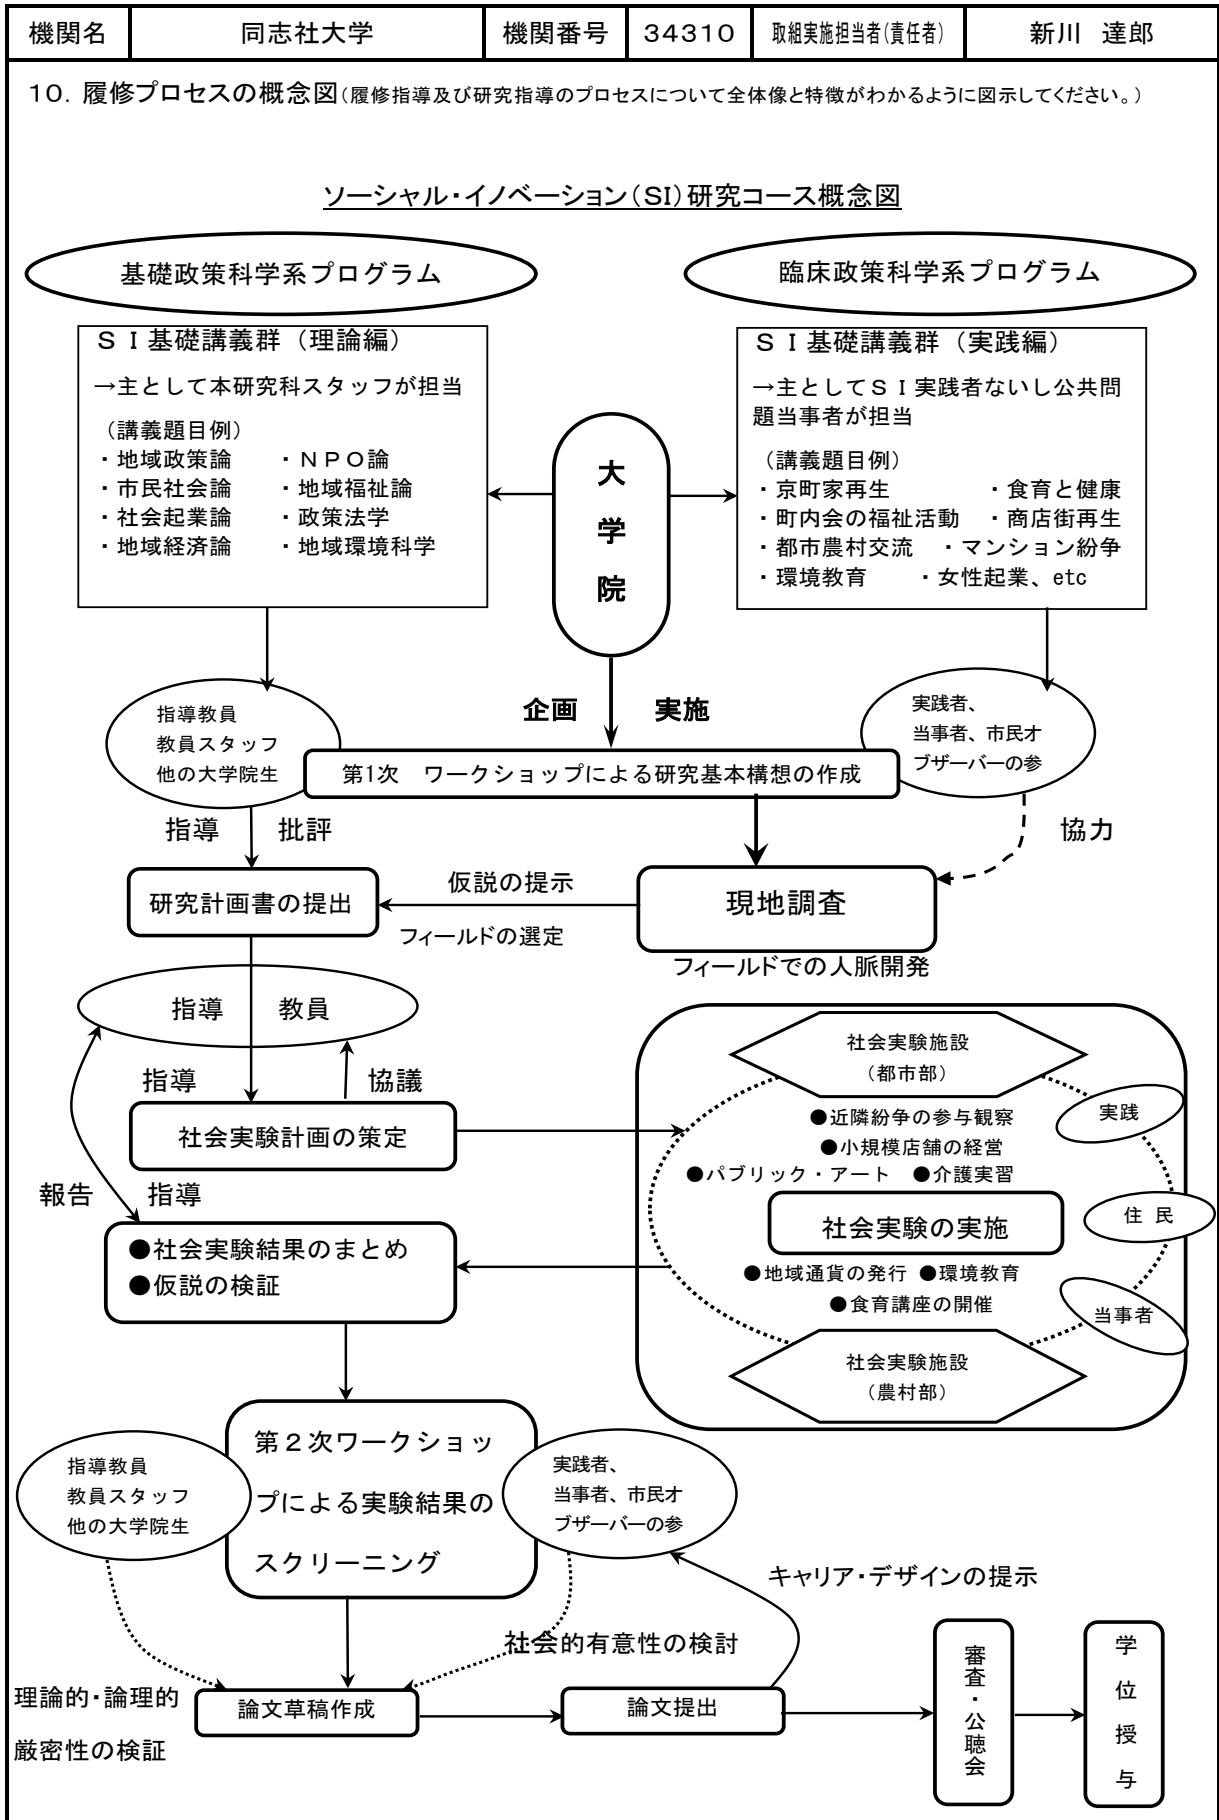 機関名 同志社大学 機関番号 34310 取組実施担当者(責任者) 新川 達郎
10．履修プロセスの概念図(履修指導及び研究指導のプロセスについて全体像と特徴がわかるように図示してください。)
ソーシャル・イノベーション(SI)研究コース概念図
基礎政策科学系プログラム
臨床政策科学系プログラム
ＳＩ基礎講義群（理論編）
→主として本研究科スタッフが担当
（講義題目例）
・地域政策論 ・ＮＰＯ論
・市民社会論 ・地域福祉論
・社会起業論 ・政策法学
・地域経済論 ・地域環境科学
大
学
院
ＳＩ基礎講義群（実践編）
→主としてＳＩ実践者ないし公共問
題当事者が担当
（講義題目例）
・京町家再生 ・食育と健康
・町内会の福祉活動 ・商店街再生
・都市農村交流 ・マンション紛争
・環境教育 ・女性起業、etc
企画 実施
指導教員
教員スタッフ
他の大学院生
第1次 ワークショップによる研究基本構想の作成
実践者、
当事者、市民オ
ブザーバーの参
指導 批評
協力
研究計画書の提出
仮説の提示
フィールドの選定
現地調査
フィールドでの人脈開発
指導 教員
指導 協議
社会実験計画の策定
報告 指導
●社会実験結果のまとめ
●仮説の検証
社会実験施設
（都市部）
●近隣紛争の参与観察
●小規模店舗の経営
●パブリック・アート ●介護実習
社会実験の実施
●地域通貨の発行 ●環境教育
●食育講座の開催
社会実験施設
（農村部）
実践
住 民
当事者
指導教員
教員スタッフ
他の大学院生
第２次ワークショッ
プによる実験結果の
スクリーニング
実践者、
当事者、市民オ
ブザーバーの参
キャリア・デザインの提示
社会的有意性の検討
理論的・論理的
厳密性の検証
論文草稿作成
論文提出
審査・公聴会
学位授与